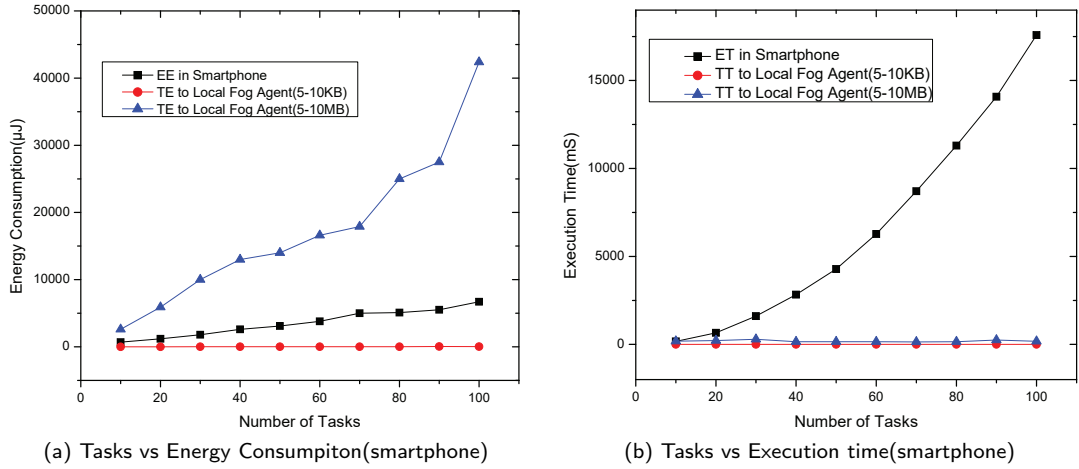 50000
40000
30000
20000
10000
0
Energy Consumption(μJ)
EE in Smartphone
TE to Local Fog Agent(5-10KB)
TE to Local Fog Agent(5-10MB)
0 20 40 60 80 100
Number of Tasks
(a) Tasks vs Energy Consumpiton(smartphone)
15000
10000
5000
0
Execution Time(mS)
ET in Smartphone
TT to Local Fog Agent(5-10KB)
TT to Local Fog Agent(5-10MB)
0 20 40 60 80 100
Number of Tasks
(b) Tasks vs Execution time(smartphone)